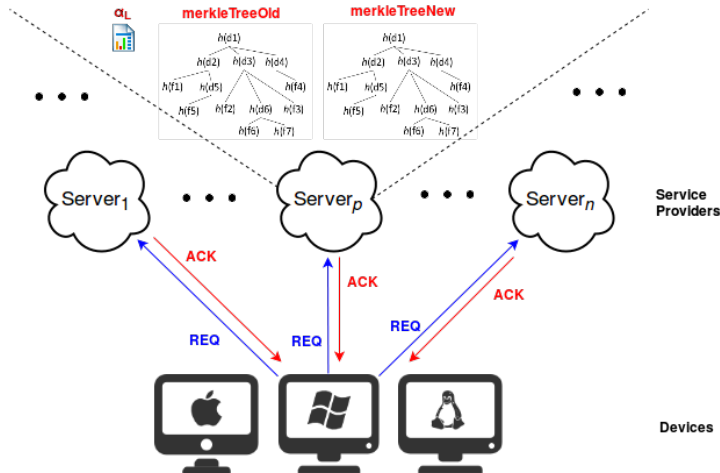 αL
merkleTreeOld
merkleTreeNew
h(d1)
h(d2) h(d3) h(d4)
h(f1) h(d5) h(f4)
h(f5) h(f2) h(d6) h(f3)
h(f6) h(f7)
h(d1)
h(d2) h(d3) h(d4)
h(d5) h(f4)
h(f5) h(f2) h(d6) h(f3)
h(f6) h(f7)
Server1
Serverp
Servern
Service
Providers
ACK
ACK
ACK
REQ
REQ
REQ
Devices